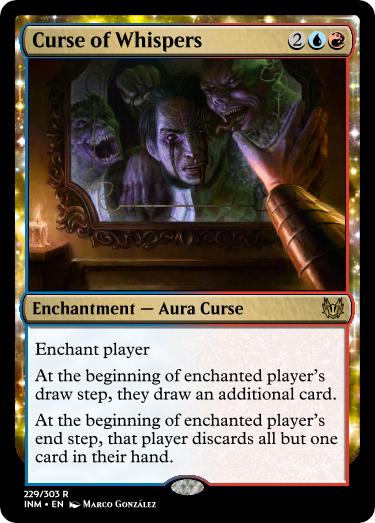 Curse of Whispers 2
Enchantment — Aura Curse
Enchant player
At the beginning of enchanted player's
draw step, they draw an additional card.
At the beginning of enchanted player's
end step, that player discards all but one
card in their hand.
229/303 R
INM • EN Marco González